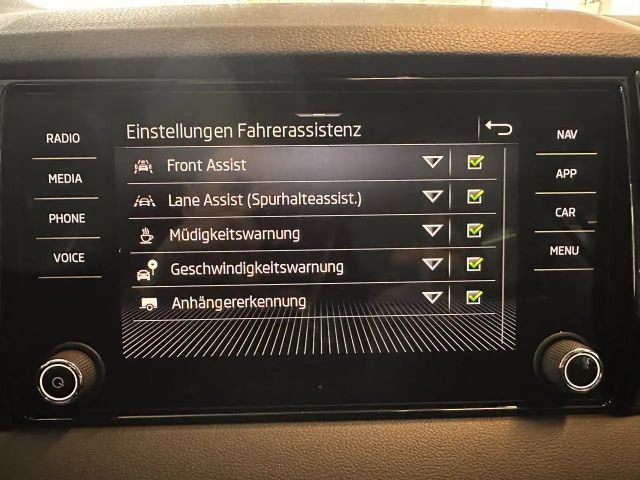 Einstellungen Fahrerassistenz
RADIO
MEDIA
PHONE
VOICE
Front Assist
Lane Assist (Spurhalteassist.)
Müdigkeitswarnung
Geschwindigkeitswarnung
Anhängererkennung
NAV
APP
CAR
MENU